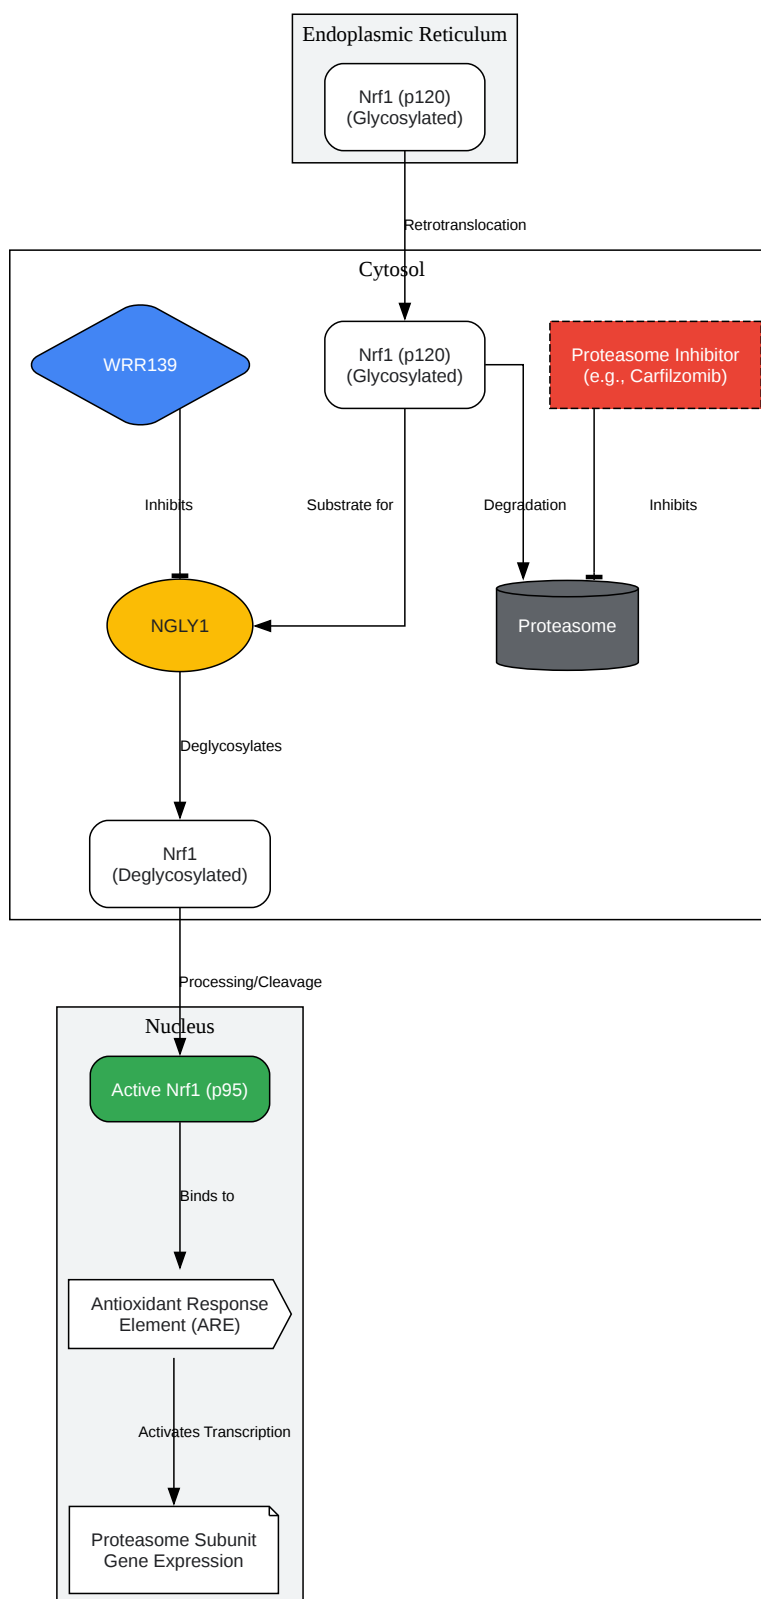 Endoplasmic Reticulum
Nrf1 (p120)
(Glycosylated)
Retrotranslocation
Cytosol
WRR139
Nrf1 (p120)
(Glycosylated)
Proteasome Inhibitor
(e.g., Carfilzomib)
Inhibits
Substrate for
Degradation
Inhibits
NGLY1
Proteasome
Deglycosylates
Nrf1
(Deglycosylated)
Processing/Cleavage
Nucleus
Active Nrf1 (p95)
Binds to
Antioxidant Response
Element (ARE)
Activates Transcription
Proteasome Subunit
Gene Expression